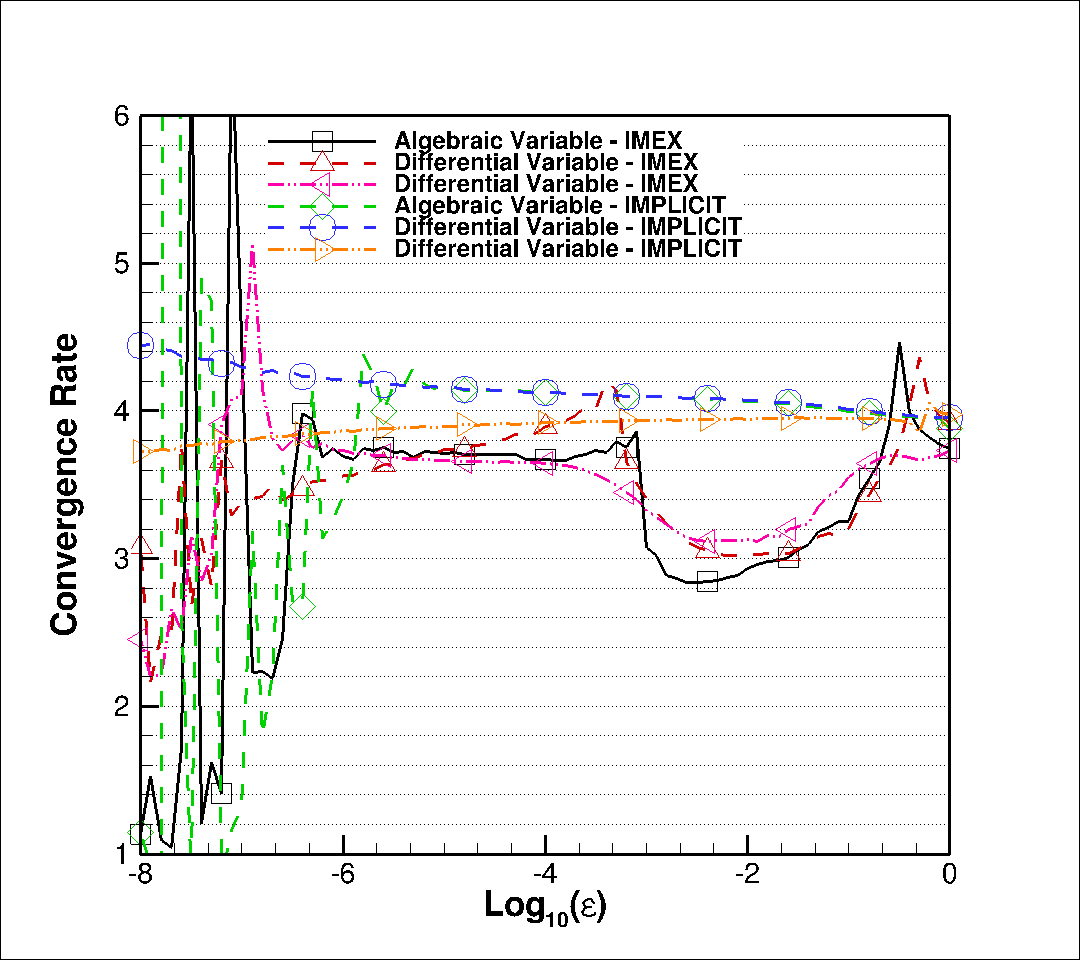 6
5
4
3
2
1
Convergence Rate
Algebraic Variable - IMEX
Differential Variable - IMEX
Differential Variable - IMEX
Algebraic Variable - IMPLICIT
Differential Variable - IMPLICIT
Differential Variable - IMPLICIT
-8 -6 -4 -2 0
Log10(ε)